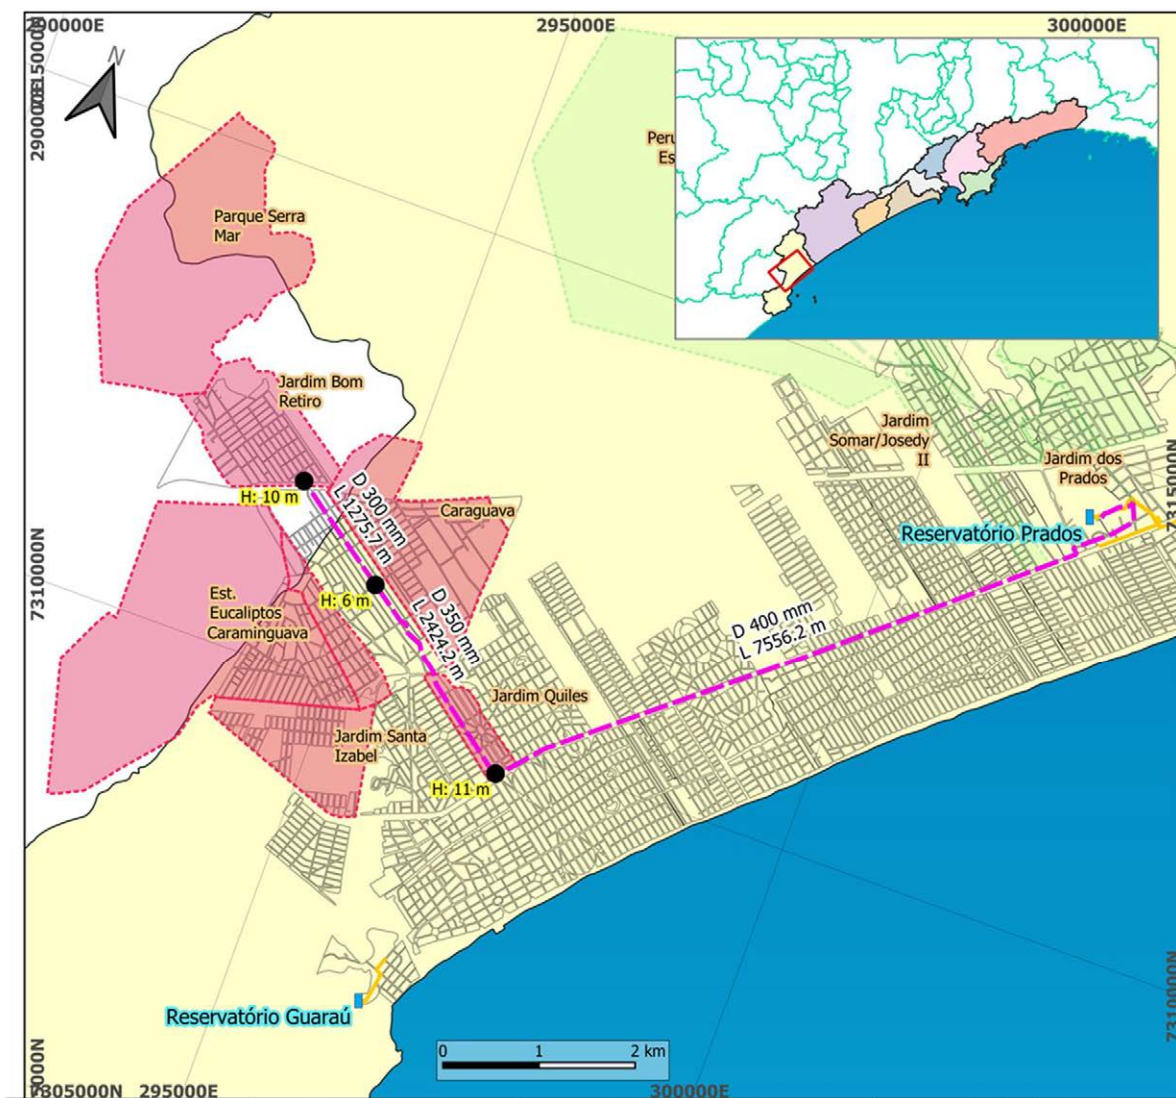 290000E
295000E
300000E
N
Parque Serra
Mar
Peru
Es
Jardim Bom
Retiro
Jardim
Somar/Josedy
II
Jardim dos
Prados
7315000N
H: 10 m
D 300 mm
L 1275.7 m
Caraguava
Reservatório Prados
7310000N
H: 6 m
Est.
Eucaliptos
Caraminguava
D 350 mm
L 2424.2 m
D 400 mm
L 7556.2 m
Jardim Quiles
Jardim Santa
Izabel
H: 11 m
Reservatório Guaraú
0
1
2 km
7310000N
7305000N
295000E
300000E